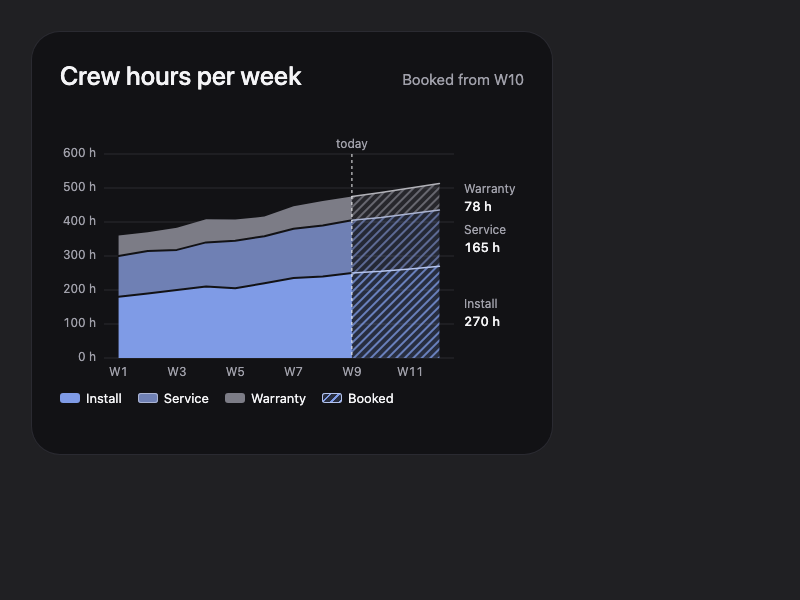 Crew hours per week
Booked from W10
today
600 h
500 h
400 h
300 h
200 h
100 h
0 h
W1 W3 W5 W7 W9 W11
Warranty
78 h
Service
165 h
Install
270 h
Install Service Warranty Booked